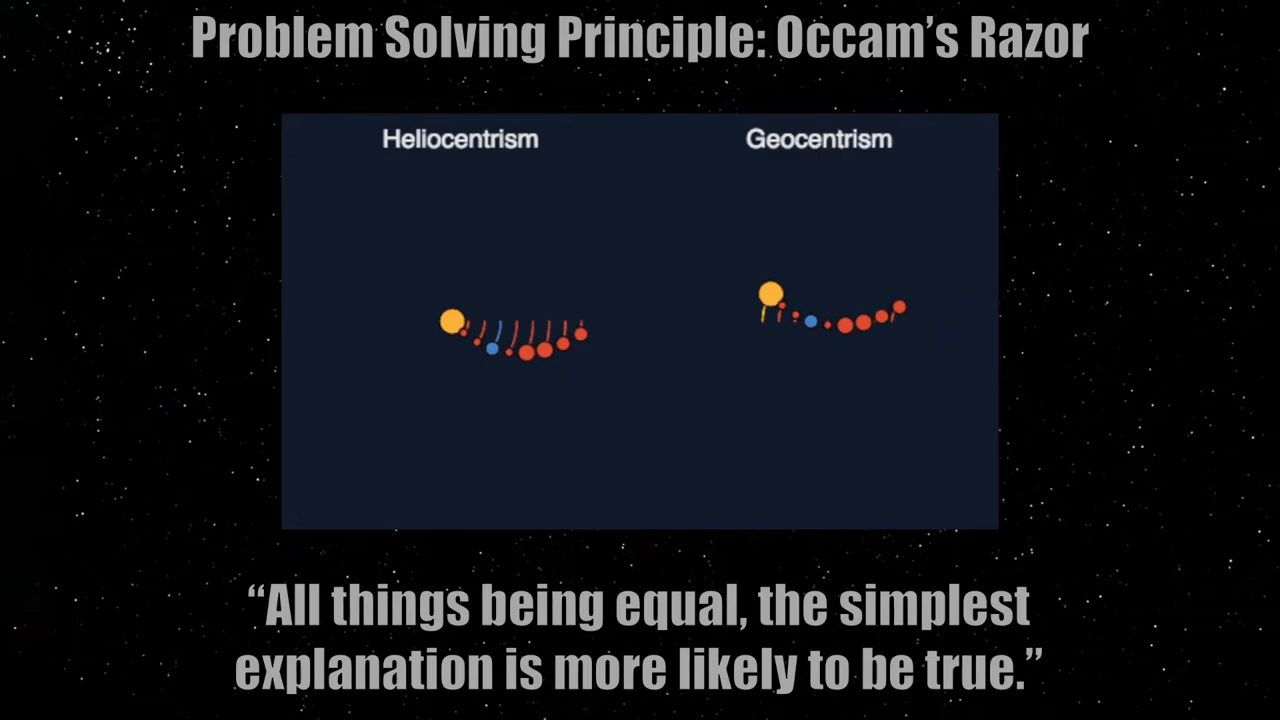 Problem Solving Principle: Occam’s Razor
Heliocentrism
Geocentrism
“All things being equal, the simplest
explanation is more likely to be true.”